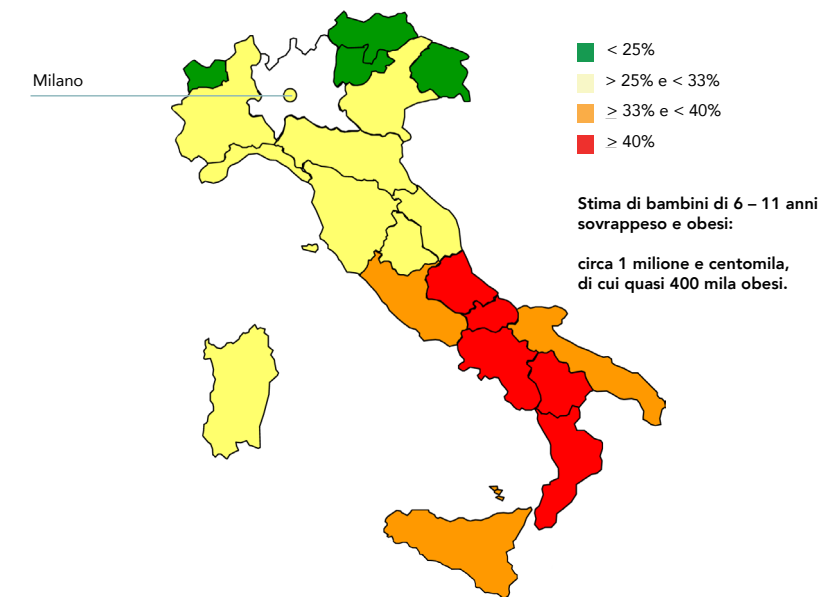 Milano
< 25%
> 25% e < 33%
≥ 33% e < 40%
≥ 40%
Stima di bambini di 6 – 11 anni
sovrappeso e obesi:
circa 1 milione e centomila,
di cui quasi 400 mila obesi.